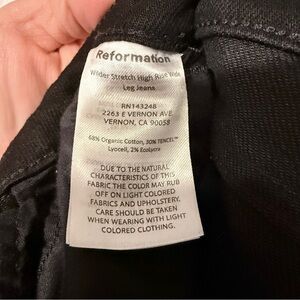 Reformation
Wilder Stretch High Rise Wide
Leg Jeans
RN143248
2263 E VERNON AVE
VERNON, CA 90058
68% Organic Cotton, 30% TENCEL™
Lyocell, 2% Ecolycra
DUE TO THE NATURAL
CHARACTERISTICS OF THIS
FABRIC THE COLOR MAY RUB
OFF ON LIGHT COLORED
FABRICS AND UPHOLSTERY.
CARE SHOULD BE TAKEN
WHEN WEARING WITH LIGHT
COLORED CLOTHING.